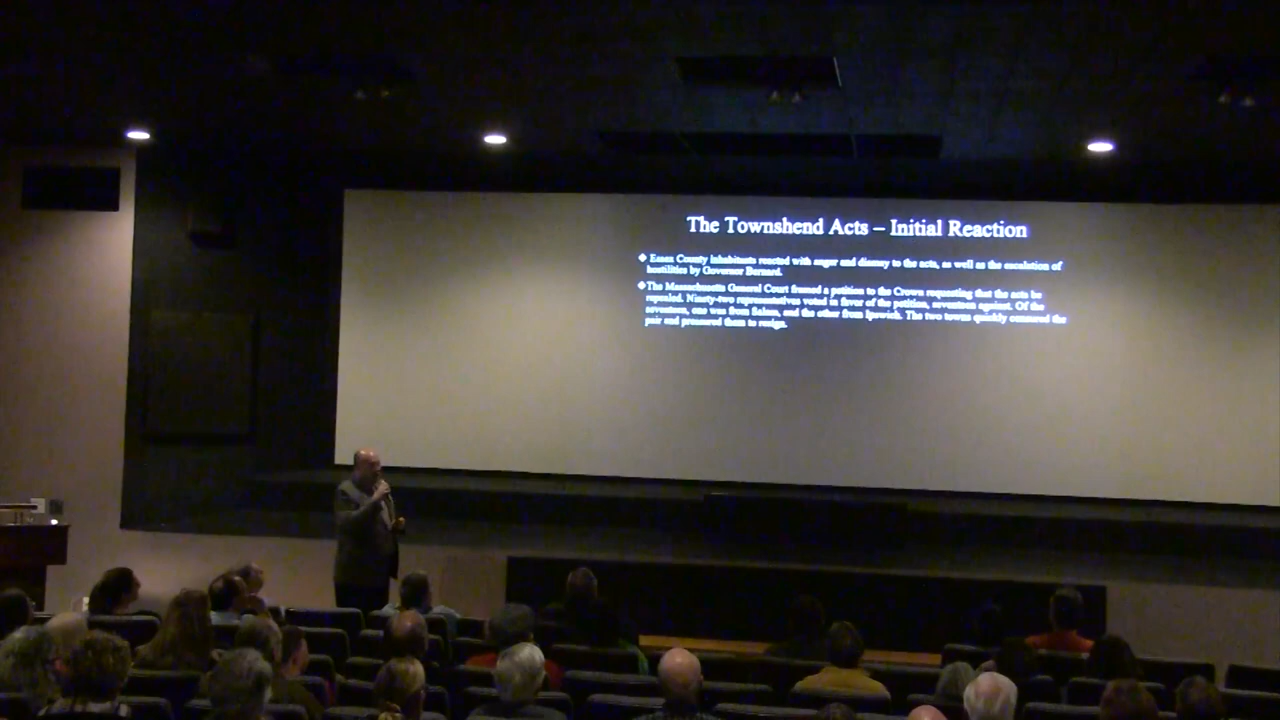 The Townshend Acts – Initial Reaction
❖ Essex County inhabitants reacted with anger and dismay to the acts, as well as the escalation of
hostilities by Governor Bernard.
❖ The Massachusetts General Court framed a petition to the Crown requesting that the acts be
repealed. Ninety-two representatives voted in favor of the petition, seventeen against. Of the
seventeen, one was from Salem, and the other from Ipswich. The two towns quickly censured the
pair and pressured them to resign.